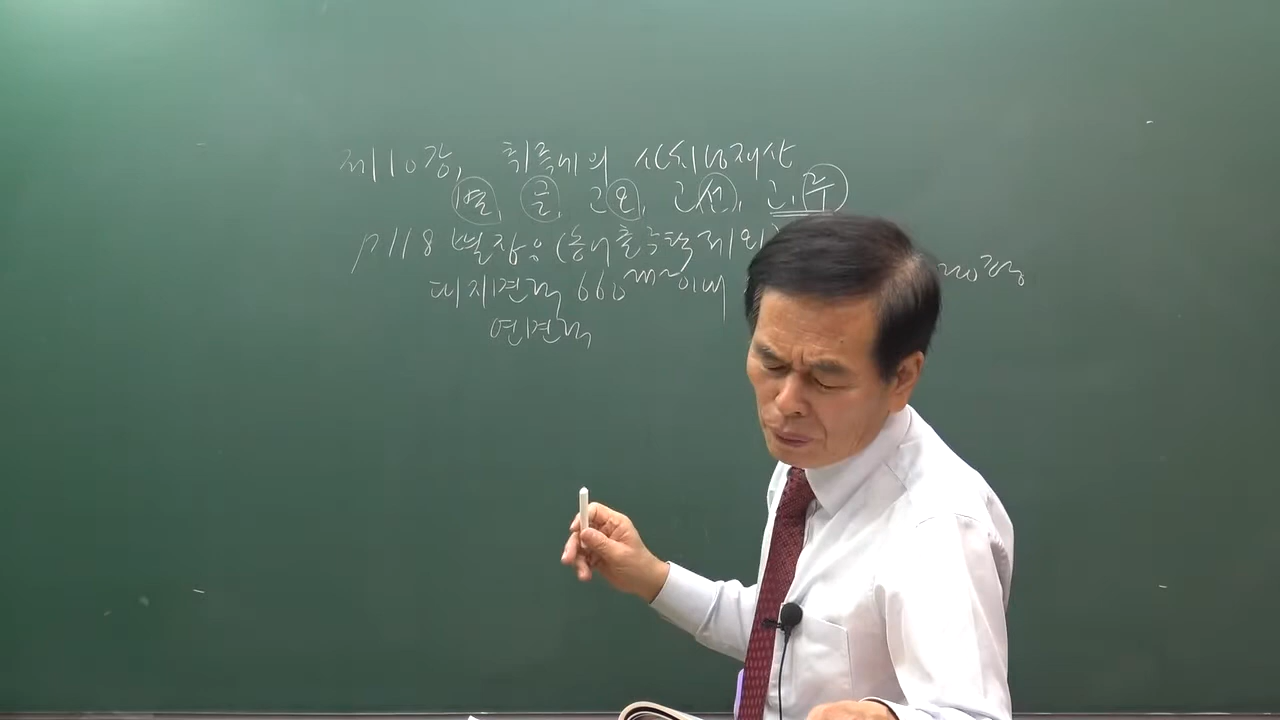 제10강, 취득세의 사치성재산
별, 골, 고오, 고선, 고.주
p118 별장은 (농어촌주택 제외)
대지면적 660m²이내
연면적